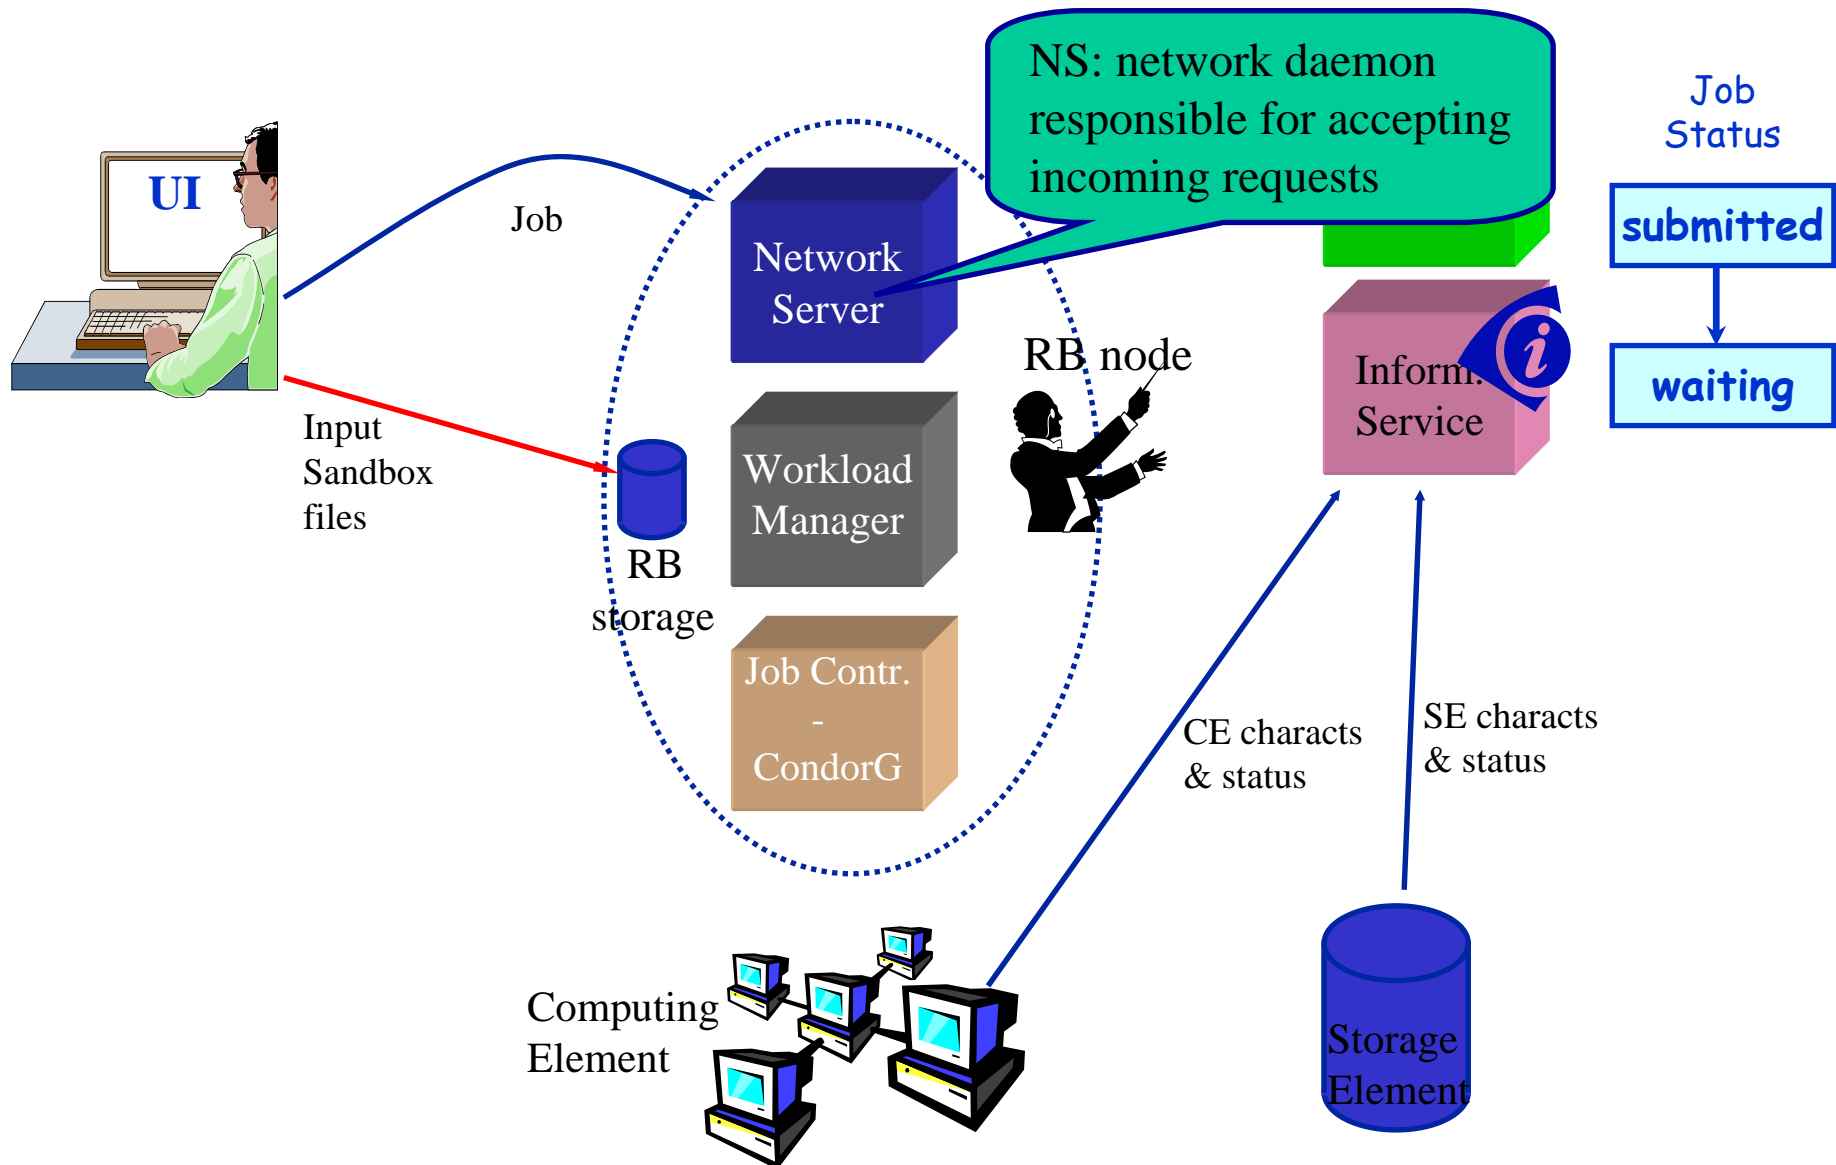 NS: network daemon
responsible for accepting
incoming requests
Job
Status
UI
submitted
Job
Network
Server
RB node
Inform.
Service
i
waiting
Input
Sandbox
files
Workload
Manager
RB
storage
Job Contr.
-
CondorG
CE characts
& status
SE characts
& status
Computing
Element
Storage
Element